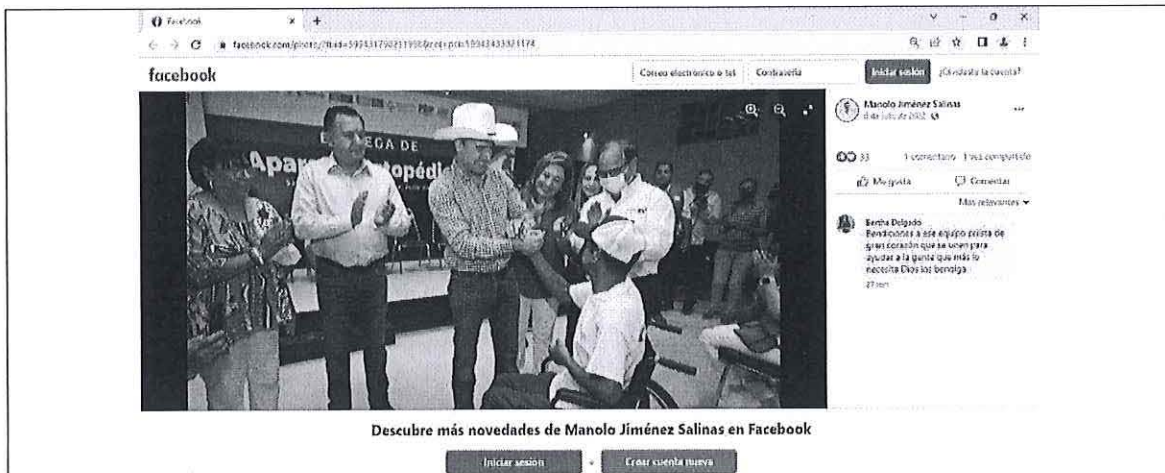 Facebook
facebook
Correo electrónico o tel
Contraseña
Iniciar sesión
¿Olvidaste la cuenta?
EGA DE
Manolo Jiménez Salinas
33
1 comentario 1 vez compartido
Me gusta
Comentar
Más relevantes
Bertha Delgado
Bendiciones a ese equipo priista de
gran corazón que se unen para
ayudar a la gente que más lo
necesita Dios los bendiga
Descubre más novedades de Manolo Jiménez Salinas en Facebook
Iniciar sesión
o
Crear cuenta nueva